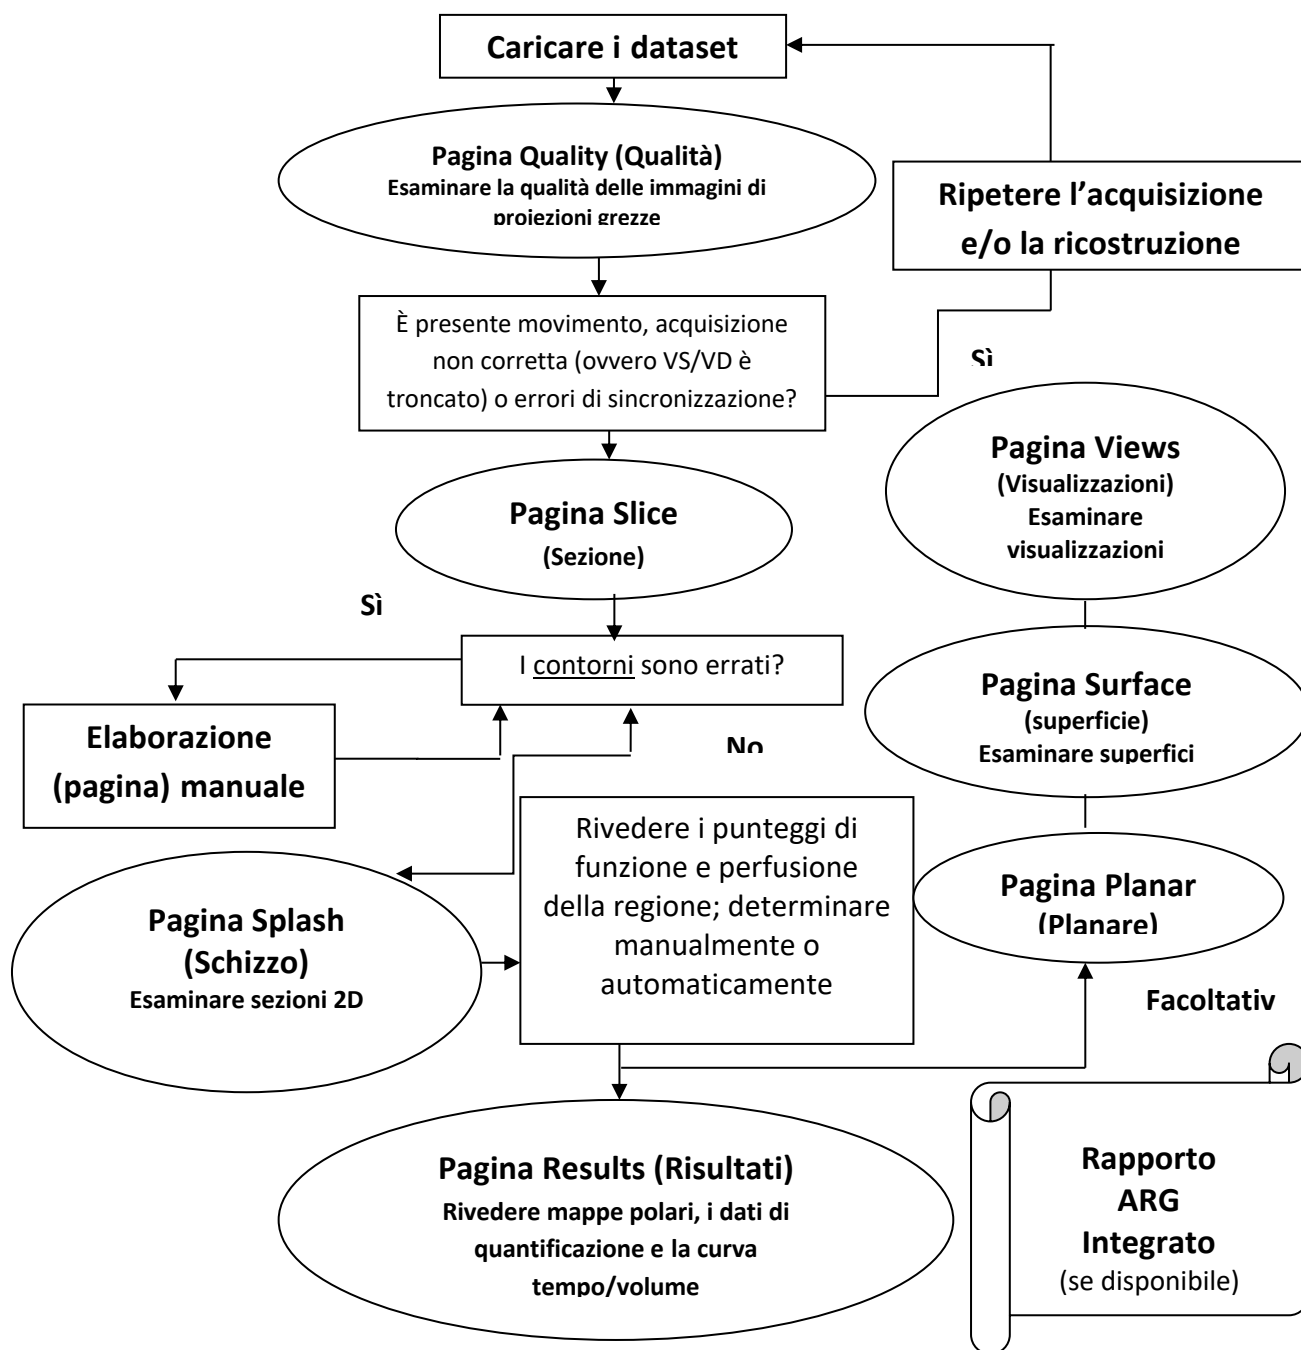 Caricare i dataset
Pagina Quality (Qualità)
Esaminare la qualità delle immagini di
proiezioni grezze
Ripetere l’acquisizione
e/o la ricostruzione
È presente movimento, acquisizione
non corretta (ovvero VS/VD è
troncato) o errori di sincronizzazione?
Sì
Pagina Views
(Visualizzazioni)
Esaminare
visualizzazioni
Pagina Slice
(Sezione)
Sì
I contorni sono errati?
Pagina Surface
(superficie)
Esaminare superfici
Elaborazione
(pagina) manuale
No
Rivedere i punteggi di
funzione e perfusione
della regione; determinare
manualmente o
automaticamente
Pagina Planar
(Planare)
Pagina Splash
(Schizzo)
Esaminare sezioni 2D
Facoltativ
Pagina Results (Risultati)
Rivedere mappe polari, i dati di
quantificazione e la curva
tempo/volume
Rapporto
ARG
Integrato
(se disponibile)